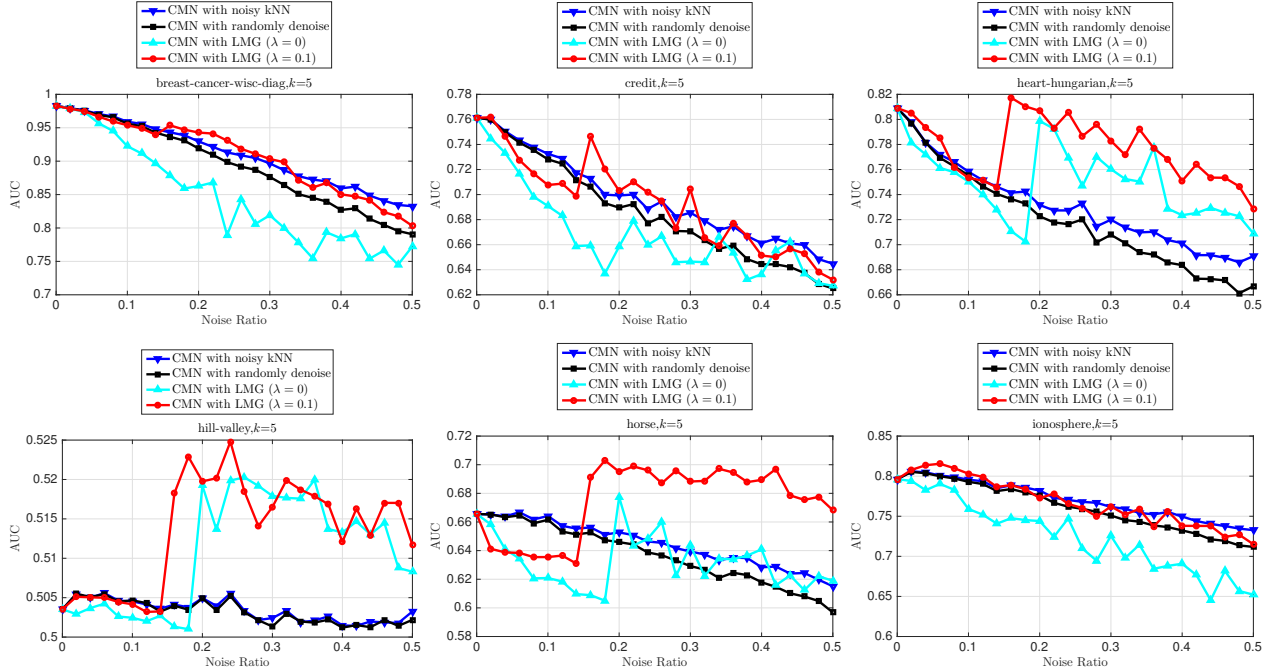 CMN with noisy kNN
CMN with randomly denoise
CMN with LMG (λ = 0)
CMN with LMG (λ = 0.1)
breast-cancer-wisc-diag,k=5
AUC
1
0.95
0.9
0.85
0.8
0.75
0.7
0 0.1 0.2 0.3 0.4 0.5
Noise Ratio
CMN with noisy kNN
CMN with randomly denoise
CMN with LMG (λ = 0)
CMN with LMG (λ = 0.1)
credit,k=5
AUC
0.78
0.76
0.74
0.72
0.7
0.68
0.66
0.64
0.62
0 0.1 0.2 0.3 0.4 0.5
Noise Ratio
CMN with noisy kNN
CMN with randomly denoise
CMN with LMG (λ = 0)
CMN with LMG (λ = 0.1)
heart-hungarian,k=5
AUC
0.82
0.8
0.78
0.76
0.74
0.72
0.7
0.68
0.66
0 0.1 0.2 0.3 0.4 0.5
Noise Ratio
CMN with noisy kNN
CMN with randomly denoise
CMN with LMG (λ = 0)
CMN with LMG (λ = 0.1)
hill-valley,k=5
AUC
0.525
0.52
0.515
0.51
0.505
0.5
0 0.1 0.2 0.3 0.4 0.5
Noise Ratio
CMN with noisy kNN
CMN with randomly denoise
CMN with LMG (λ = 0)
CMN with LMG (λ = 0.1)
horse,k=5
AUC
0.72
0.7
0.68
0.66
0.64
0.62
0.6
0.58
0 0.1 0.2 0.3 0.4 0.5
Noise Ratio
CMN with noisy kNN
CMN with randomly denoise
CMN with LMG (λ = 0)
CMN with LMG (λ = 0.1)
ionosphere,k=5
AUC
0.85
0.8
0.75
0.7
0.65
0.6
0 0.1 0.2 0.3 0.4 0.5
Noise Ratio